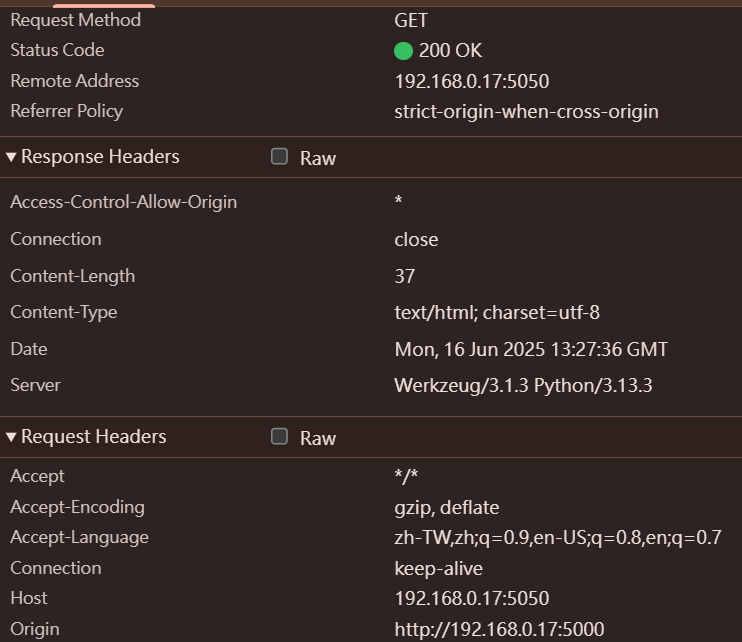 Request Method GET
Status Code 200 OK
Remote Address 192.168.0.17:5050
Referrer Policy strict-origin-when-cross-origin
Response Headers Raw
Access-Control-Allow-Origin *
Connection close
Content-Length 37
Content-Type text/html; charset=utf-8
Date Mon, 16 Jun 2025 13:27:36 GMT
Server Werkzeug/3.1.3 Python/3.13.3
Request Headers Raw
Accept */*
Accept-Encoding gzip, deflate
Accept-Language zh-TW,zh;q=0.9,en-US;q=0.8,en;q=0.7
Connection keep-alive
Host 192.168.0.17:5050
Origin http://192.168.0.17:5000